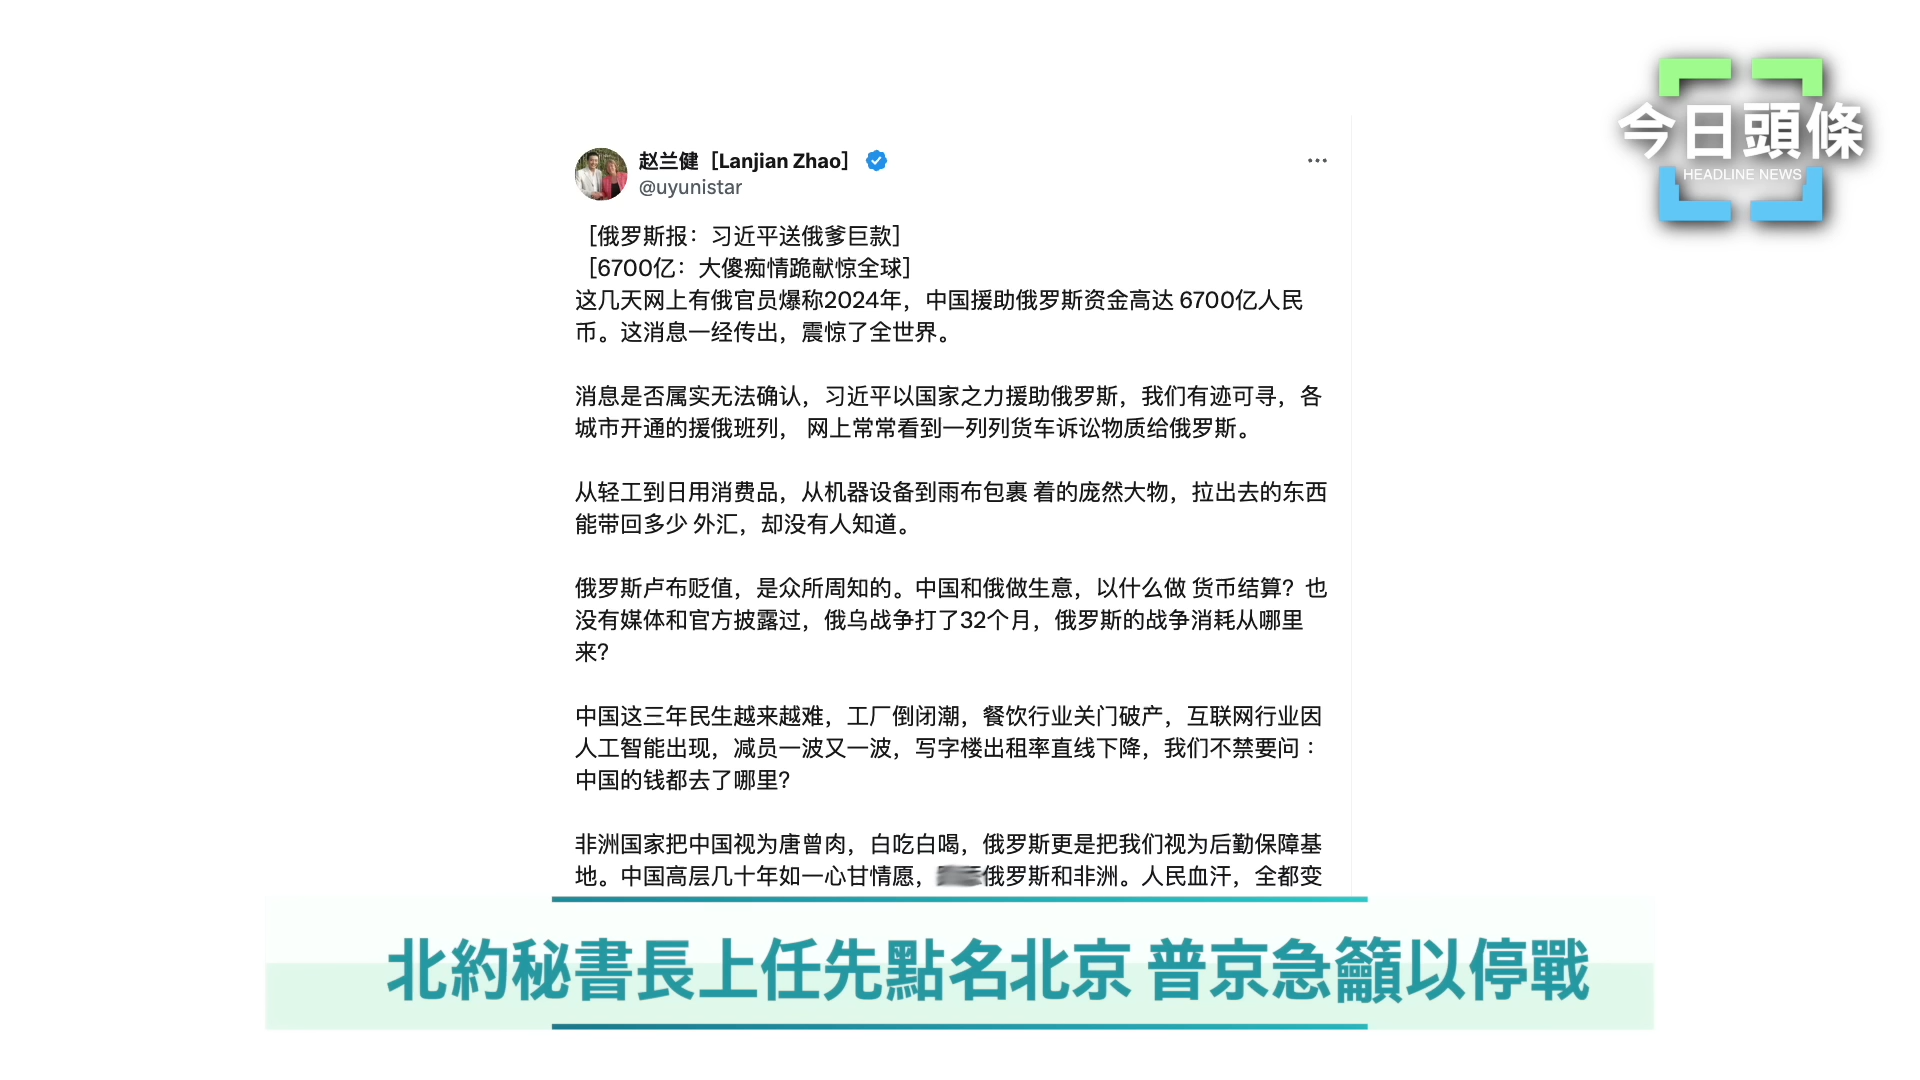 今日頭條
HEADLINE NEWS
赵兰健［Lanjian Zhao］
@uyunistar
［俄罗斯报：习近平送俄爹巨款］
［6700亿：大傻痴情跪献惊全球］
这几天网上有俄官员爆称2024年，中国援助俄罗斯资金高达 6700亿人民
币。这消息一经传出，震惊了全世界。
消息是否属实无法确认，习近平以国家之力援助俄罗斯，我们有迹可寻，各
城市开通的援俄班列， 网上常常看到一列列货车诉讼物质给俄罗斯。
从轻工到日用消费品，从机器设备到雨布包裹 着的庞然大物，拉出去的东西
能带回多少 外汇，却没有人知道。
俄罗斯卢布贬值，是众所周知的。中国和俄做生意，以什么做 货币结算？也
没有媒体和官方披露过，俄乌战争打了32个月，俄罗斯的战争消耗从哪里
来？
中国这三年民生越来越难，工厂倒闭潮，餐饮行业关门破产，互联网行业因
人工智能出现，减员一波又一波，写字楼出租率直线下降，我们不禁要问：
中国的钱都去了哪里？
非洲国家把中国视为唐曾肉，白吃白喝，俄罗斯更是把我们视为后勤保障基
地。中国高层几十年如一心甘情愿，俄罗斯和非洲。人民血汗，全都变
北約秘書長上任先點名北京 普京急籲以停戰